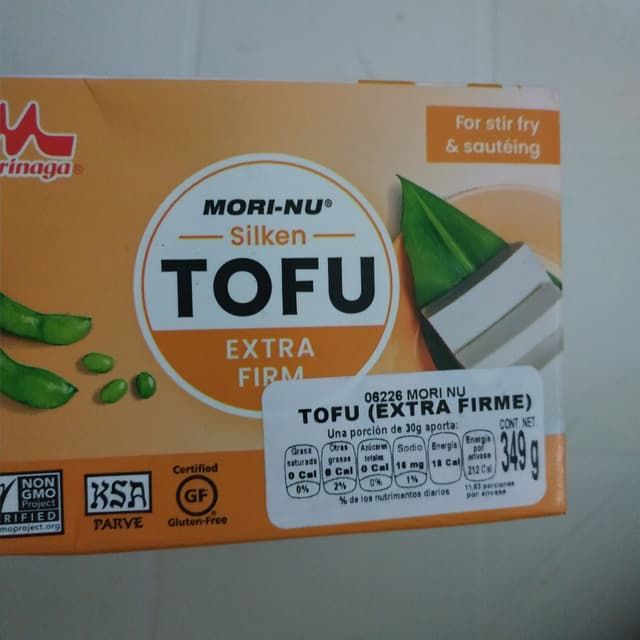 rinaga®
For stir fry
& sautéing
MORI-NU®
Silken
TOFU
EXTRA
FIRM
06226 MORI NU
TOFU (EXTRA FIRME)
Una porción de 30g aporta:
CONT. NET.
349 g
Grasa saturada 0 Cal 0%
Otras grasas 6 Cal 2%
Azúcares totales 0 Cal 0%
Sodio 16 mg 1%
Energía 18 Cal
Energía por envase 212 Cal
11.63 porciones
por envase
% de los nutrimentos diarios
NON
GMO
Project
RIFIED
moproject.org
KSA
PARVE
Certified
GF
Gluten-Free